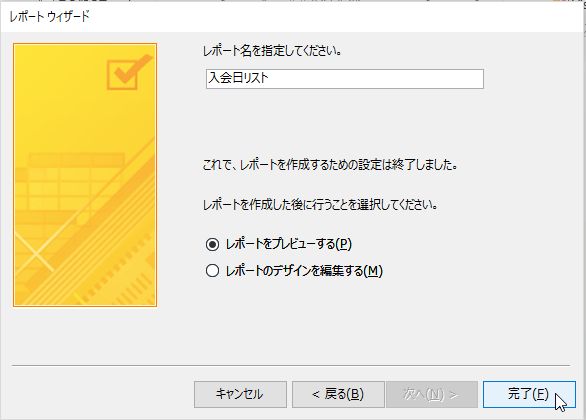 レポート ウィザード
レポート名を指定してください。
入会日リスト
これで、レポートを作成するための設定は終了しました。
レポートを作成した後に行うことを選択してください。
レポートをプレビューする(P)
レポートのデザインを編集する(M)
キャンセル
< 戻る(B)
次へ(N) >
完了(F)